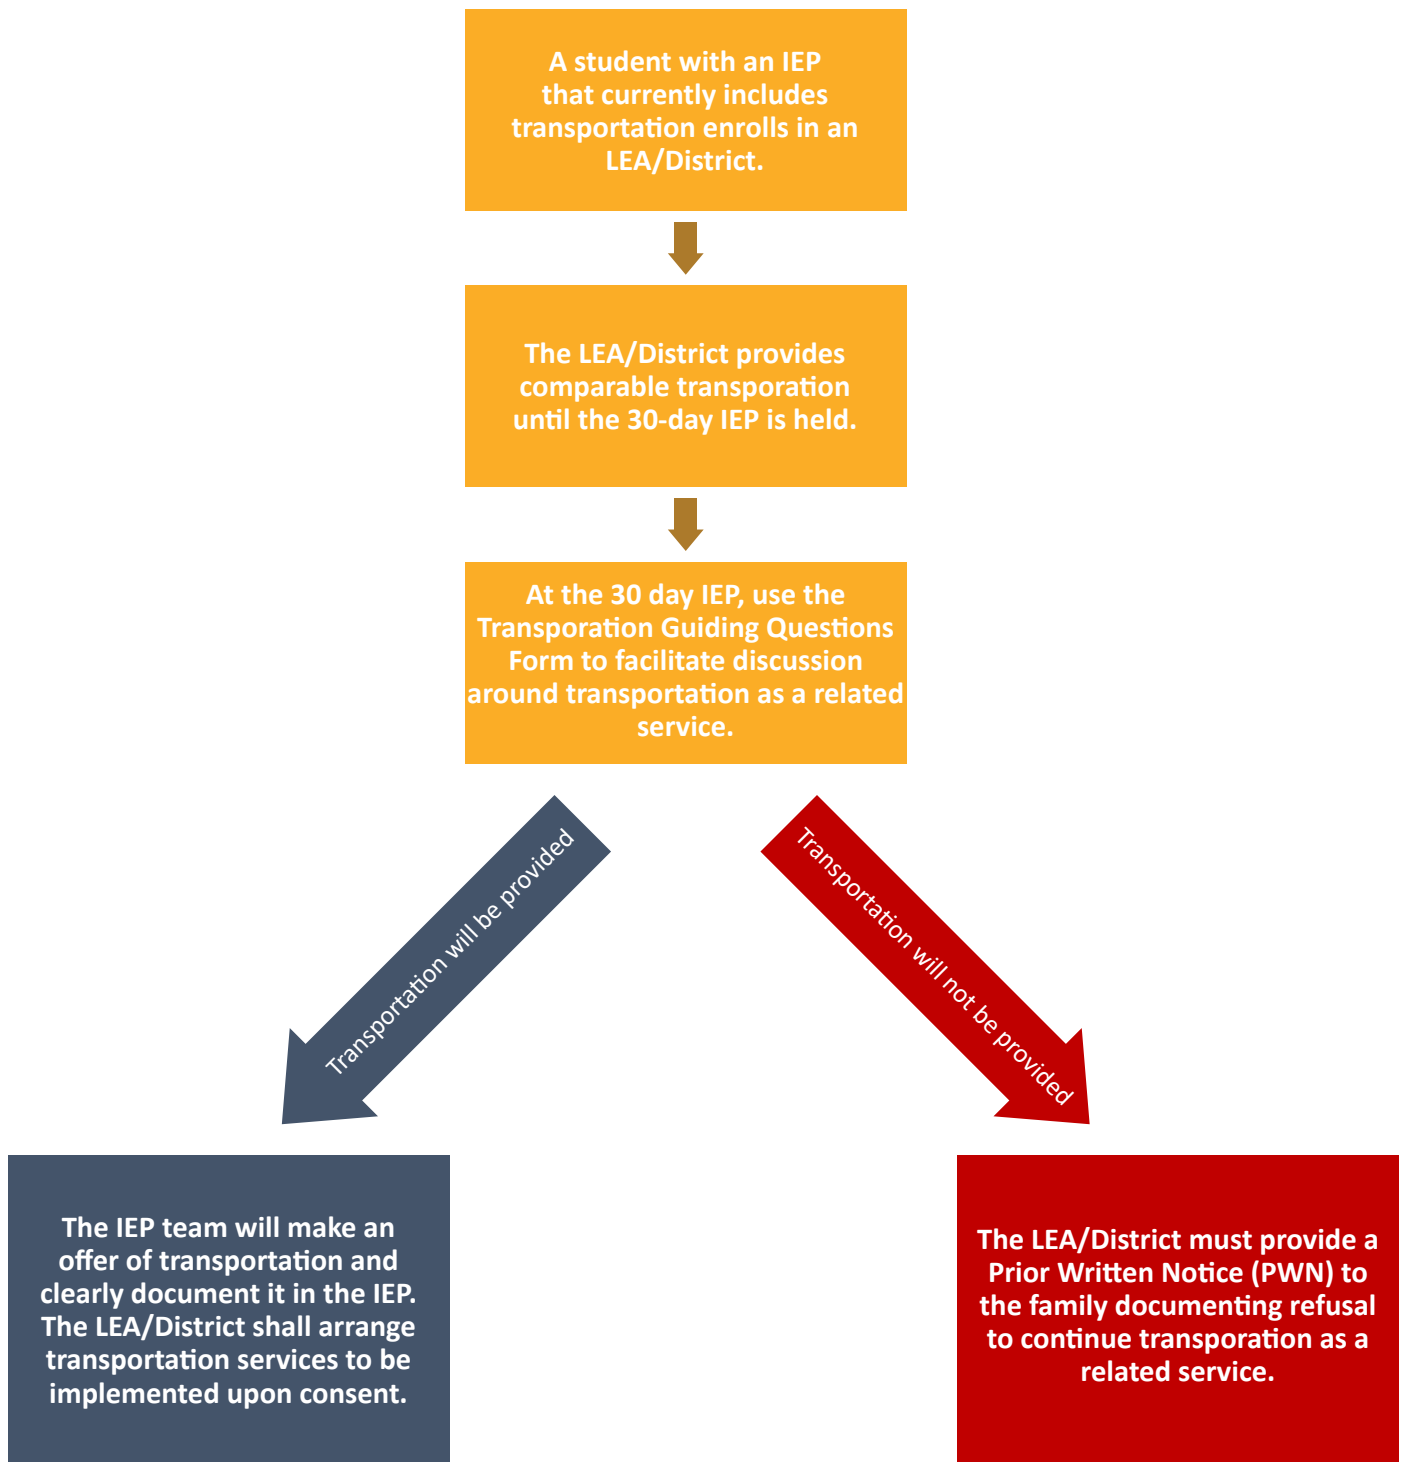 A student with an IEP
that currently includes
transportation enrolls in an
LEA/District.
The LEA/District provides
comparable transporation
until the 30-day IEP is held.
At the 30 day IEP, use the
Transporation Guiding Questions
Form to facilitate discussion
around transportation as a related
service.
Transportation will be provided
Transportation will not be provided
The IEP team will make an
offer of transportation and
clearly document it in the IEP.
The LEA/District shall arrange
transportation services to be
implemented upon consent.
The LEA/District must provide a
Prior Written Notice (PWN) to
the family documenting refusal
to continue transporation as a
related service.